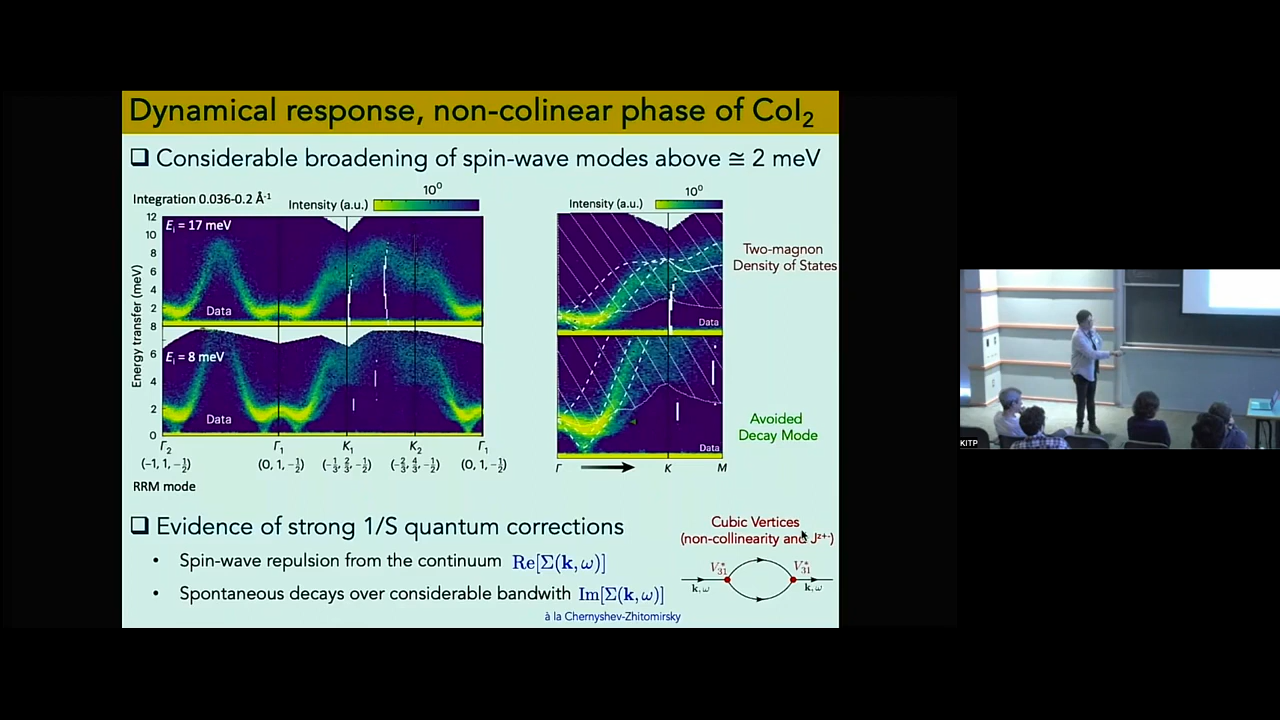 Dynamical response, non-colinear phase of CoI₂
❑ Considerable broadening of spin-wave modes above ≅ 2 meV
Integration 0.036-0.2 Å⁻¹
Intensity (a.u.)
10⁰
Eᵢ = 17 meV
Data
Eᵢ = 8 meV
Data
Energy transfer (meV)
12
10
8
6
4
2
8
6
4
2
0
Γ₂ Γ₁ K₁ K₂ Γ₁
(-1, 1, -½) (0, 1, -½) (-⅓, ⅔, -½) (-⅔, 4/3, -½) (0, 1, -½)
RRM mode
Intensity (a.u.)
10⁰
Data
Data
Γ K M
Two-magnon
Density of States
Avoided
Decay Mode
❑ Evidence of strong 1/S quantum corrections
• Spin-wave repulsion from the continuum Re[Σ(k, ω)]
• Spontaneous decays over considerable bandwith Im[Σ(k, ω)]
à la Chernyshev-Zhitomirsky
Cubic Vertices
(non-collinearity and Jᶻ⁺⁻)
V*₃₁ V*₃₁
k, ω k, ω
KITP